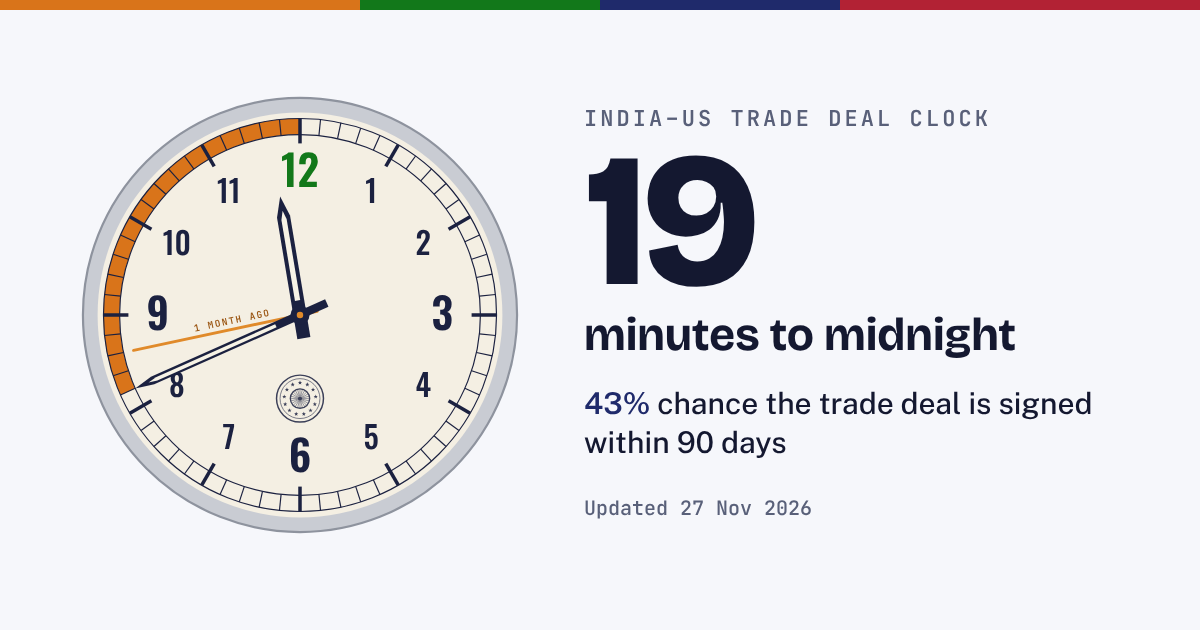 12
1
2
3
4
5
6
7
8
9
10
11
1 MONTH AGO
INDIA–US TRADE DEAL CLOCK
19
minutes to midnight
43% chance the trade deal is signed
within 90 days
Updated 27 Nov 2026